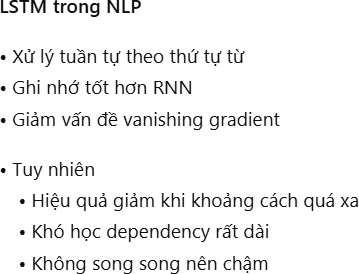 LSTM trong NLP
• Xử lý tuần tự theo thứ tự từ
• Ghi nhớ tốt hơn RNN
• Giảm vấn đề vanishing gradient
• Tuy nhiên
• Hiệu quả giảm khi khoảng cách quá xa
• Khó học dependency rất dài
• Không song song nên chậm